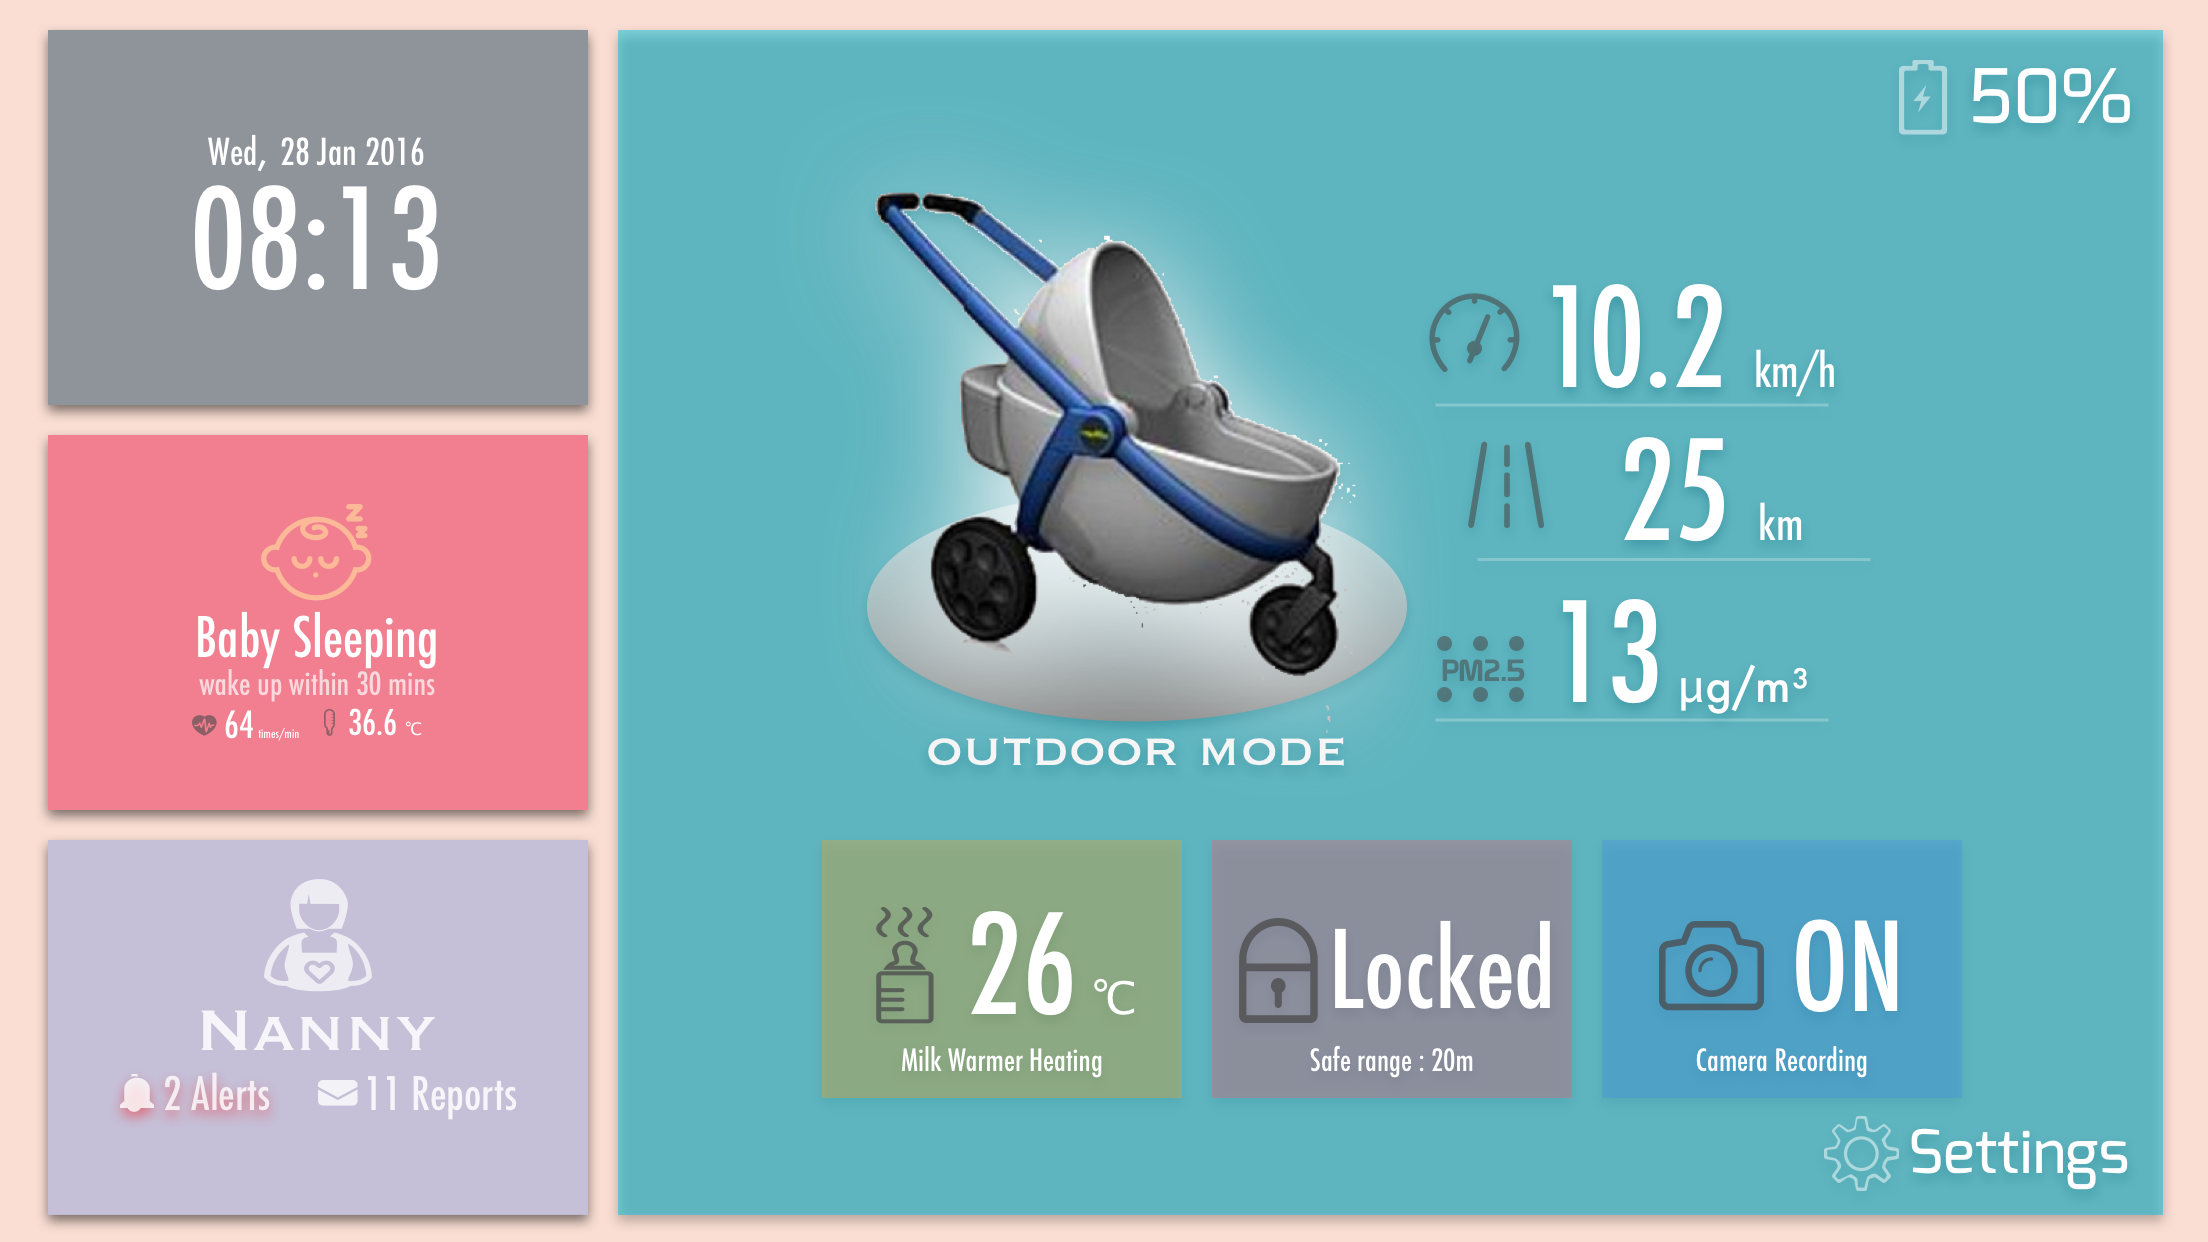 Wed, 28 Jan 2016
08:13
Baby Sleeping
wake up within 30 mins
64 times/min 36.6 ℃
NANNY
2 Alerts 11 Reports
50%
10.2 km/h
25 km
PM2.5 13 µg/m³
OUTDOOR MODE
26 ℃
Milk Warmer Heating
Locked
Safe range : 20m
ON
Camera Recording
Settings